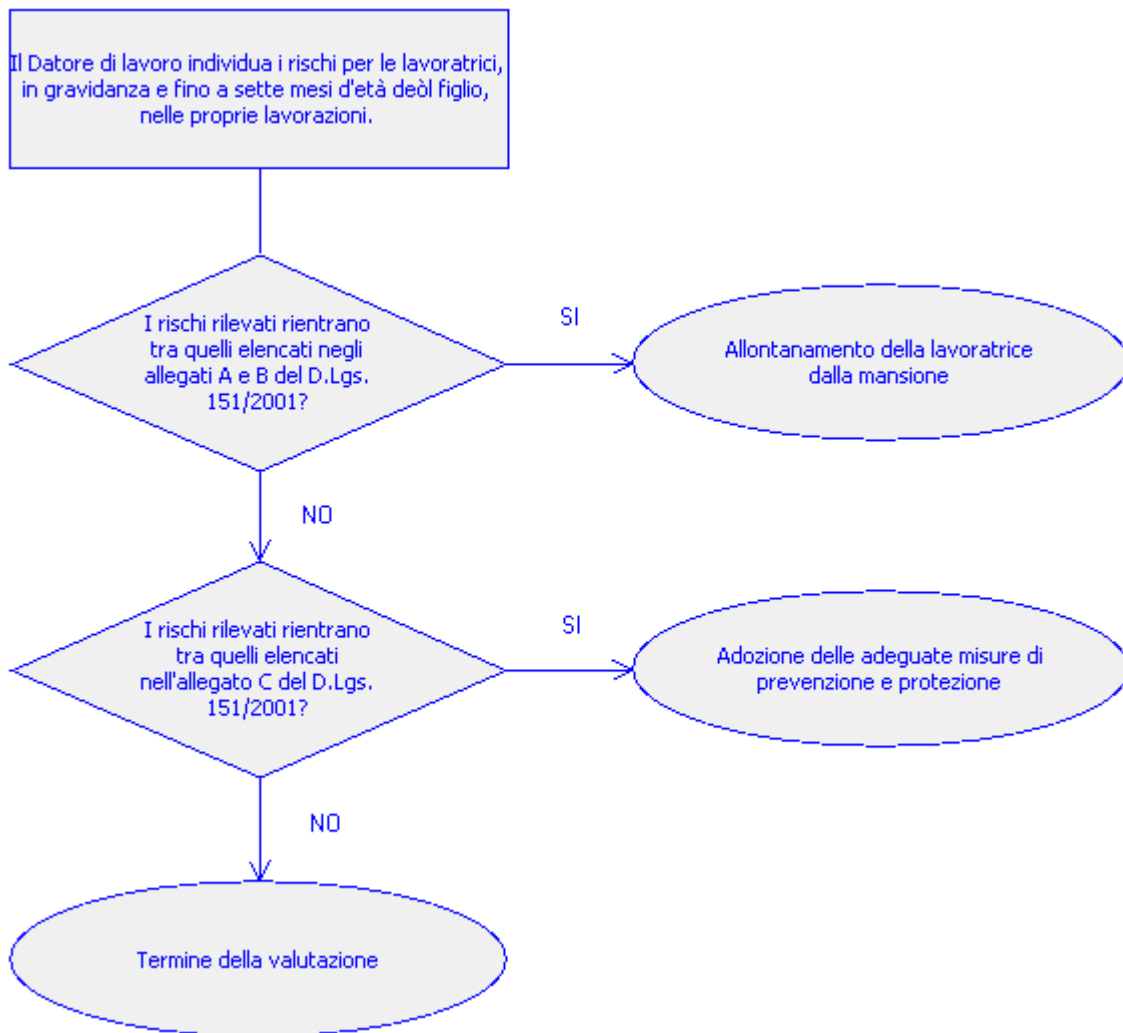 Il Datore di lavoro individua i rischi per le lavoratrici,
in gravidanza e fino a sette mesi d'età deòl figlio,
nelle proprie lavorazioni.
I rischi rilevati rientrano
tra quelli elencati negli
allegati A e B del D.Lgs.
151/2001?
SI
Allontanamento della lavoratrice
dalla mansione
NO
I rischi rilevati rientrano
tra quelli elencati
nell'allegato C del D.Lgs.
151/2001?
SI
Adozione delle adeguate misure di
prevenzione e protezione
NO
Termine della valutazione